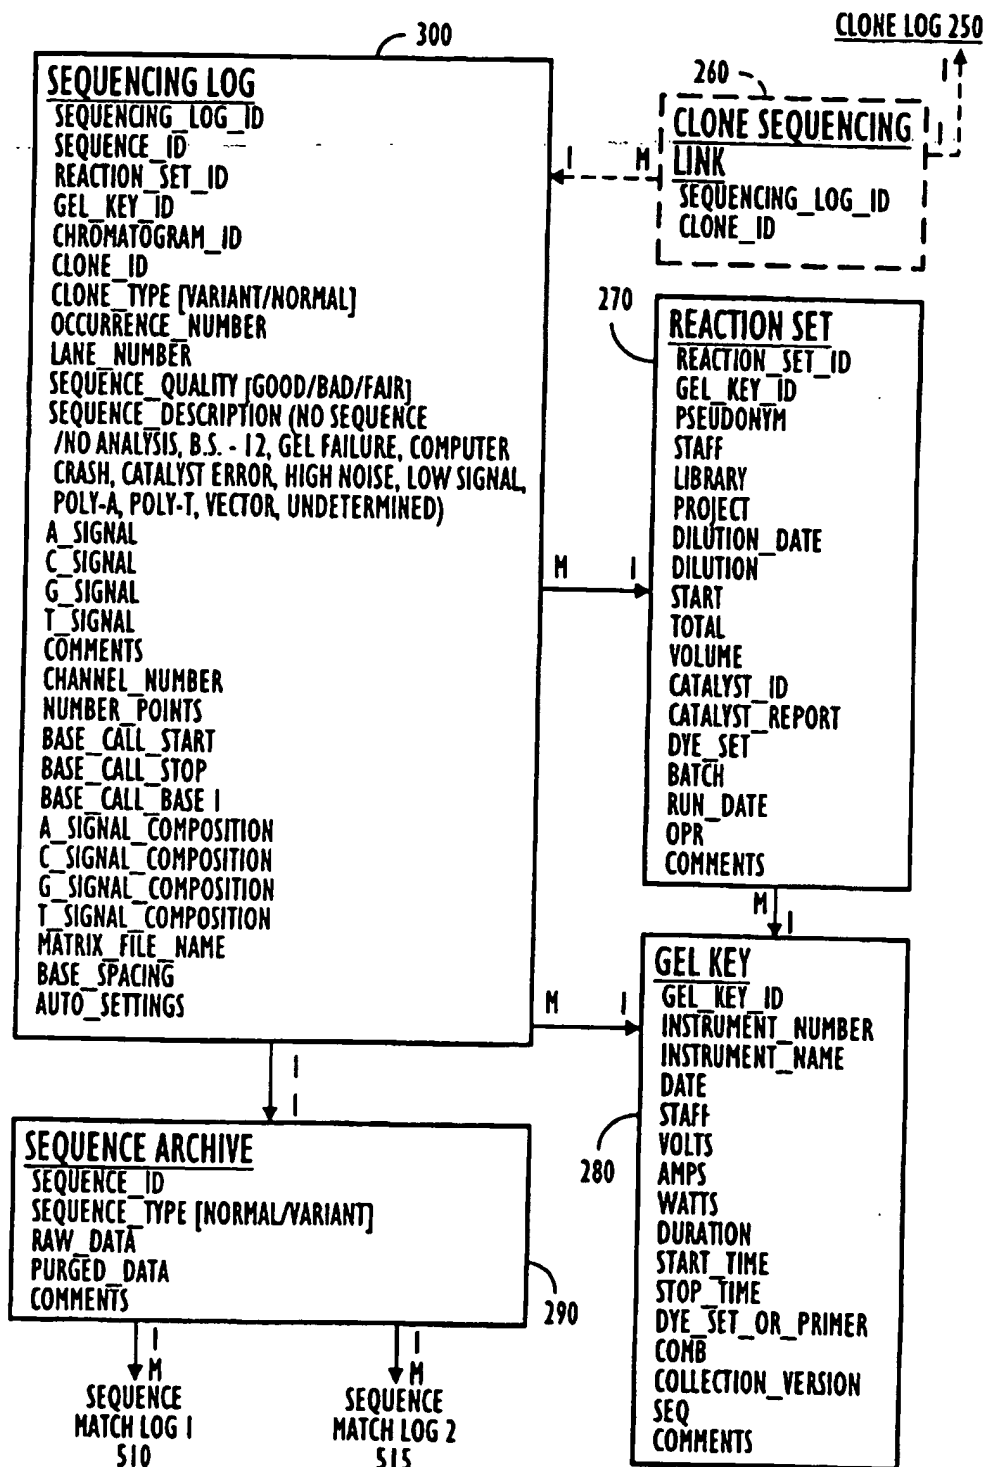 CLONE LOG 250
300
SEQUENCING LOG
SEQUENCING_LOG_ID
SEQUENCE_ID
REACTION_SET_ID
GEL_KEY_ID
CHROMATOGRAM_ID
CLONE_ID
CLONE_TYPE [VARIANT/NORMAL]
OCCURRENCE_NUMBER
LANE_NUMBER
SEQUENCE_QUALITY [GOOD/BAD/FAIR]
SEQUENCE_DESCRIPTION (NO SEQUENCE
/NO ANALYSIS, B.S. - 12, GEL FAILURE, COMPUTER
CRASH, CATALYST ERROR, HIGH NOISE, LOW SIGNAL,
POLY-A, POLY-T, VECTOR, UNDETERMINED)
A_SIGNAL
C_SIGNAL
G_SIGNAL
T_SIGNAL
COMMENTS
CHANNEL_NUMBER
NUMBER_POINTS
BASE_CALL_START
BASE_CALL_STOP
BASE_CALL_BASE 1
A_SIGNAL_COMPOSITION
C_SIGNAL_COMPOSITION
G_SIGNAL_COMPOSITION
T_SIGNAL_COMPOSITION
MATRIX_FILE_NAME
BASE_SPACING
AUTO_SETTINGS
260
1
1
CLONE SEQUENCING
LINK
SEQUENCING_LOG_ID
CLONE_ID
1 M
270
REACTION SET
REACTION_SET_ID
GEL_KEY_ID
PSEUDONYM
STAFF
LIBRARY
PROJECT
DILUTION_DATE
DILUTION
START
TOTAL
VOLUME
CATALYST_ID
CATALYST_REPORT
DYE_SET
BATCH
RUN_DATE
OPR
COMMENTS
M 1
M
1
GEL KEY
GEL_KEY_ID
INSTRUMENT_NUMBER
INSTRUMENT_NAME
DATE
STAFF
VOLTS
AMPS
WATTS
DURATION
START_TIME
STOP_TIME
DYE_SET_OR_PRIMER
COMB
COLLECTION_VERSION
SEQ
COMMENTS
280
M 1
1
1
SEQUENCE ARCHIVE
SEQUENCE_ID
SEQUENCE_TYPE [NORMAL/VARIANT]
RAW_DATA
PURGED_DATA
COMMENTS
290
1
M
SEQUENCE
MATCH LOG 1
510
1
M
SEQUENCE
MATCH LOG 2
515